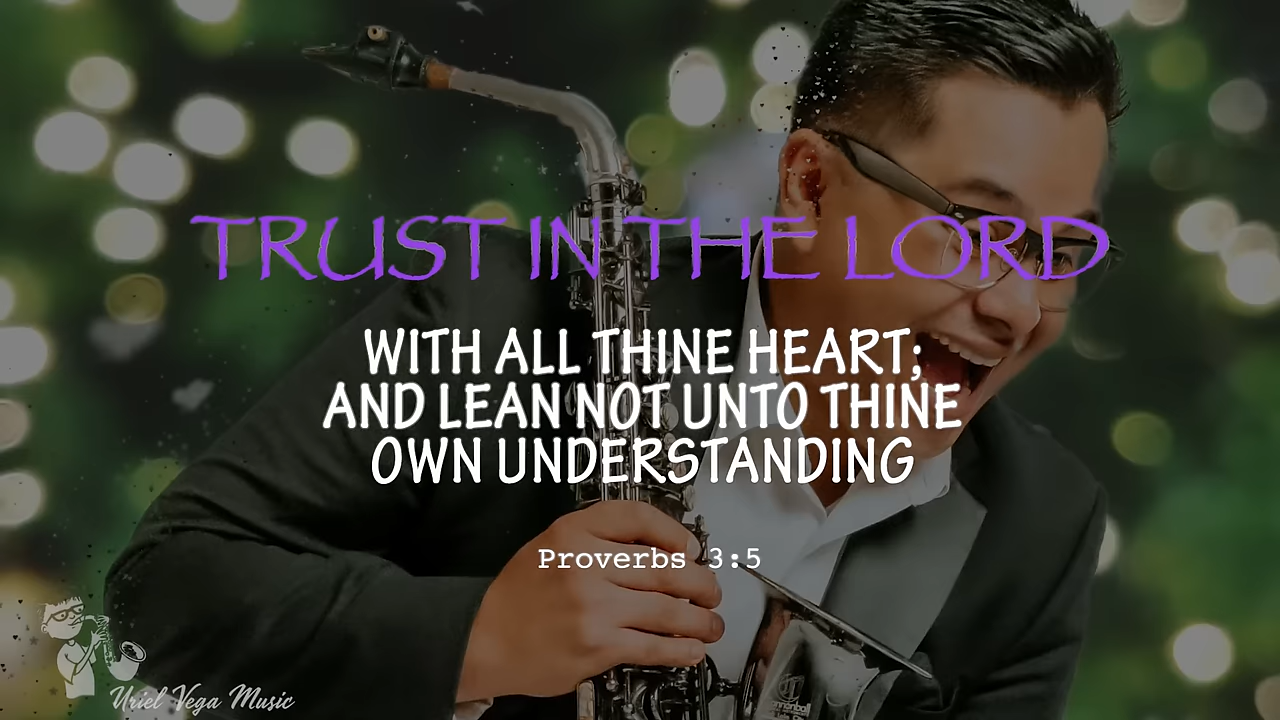 TRUST IN THE LORD
WITH ALL THINE HEART;
AND LEAN NOT UNTO THINE
OWN UNDERSTANDING
Proverbs 3:5
Uriel Vega Music